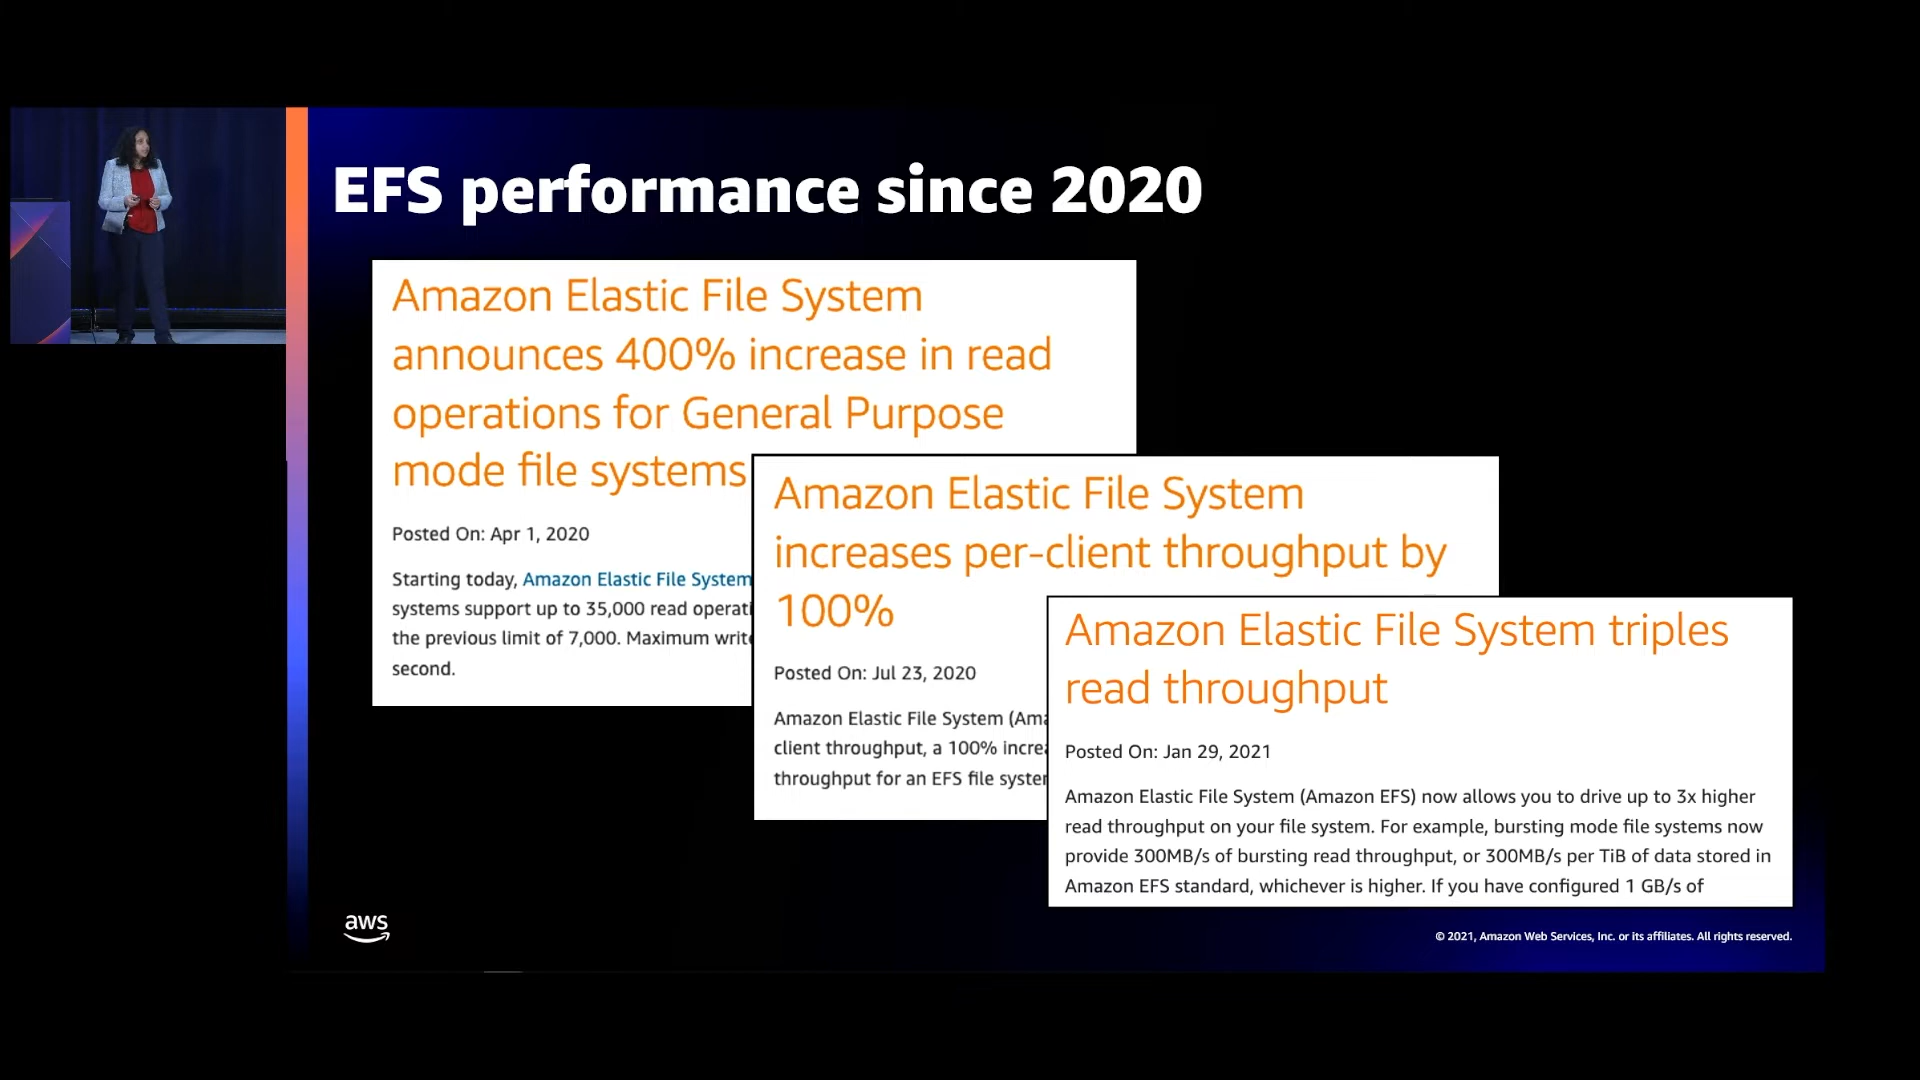 EFS performance since 2020
Amazon Elastic File System
announces 400% increase in read
operations for General Purpose
mode file systems
Posted On: Apr 1, 2020
Starting today, Amazon Elastic File System
systems support up to 35,000 read
the previous limit of 7,000. Maximum
second.
Amazon Elastic File System
increases per-client throughput by
100%
Posted On: Jul 23, 2020
Amazon Elastic File System
client throughput, a 100%
throughput for an EFS file
Amazon Elastic File System triples
read throughput
Posted On: Jan 29, 2021
Amazon Elastic File System (Amazon EFS) now allows you to drive up to 3x higher
read throughput on your file system. For example, bursting mode file systems now
provide 300MB/s of bursting read throughput, or 300MB/s per TiB of data stored in
Amazon EFS standard, whichever is higher. If you have configured 1 GB/s of
aws
© 2021, Amazon Web Services, Inc. or its affiliates. All rights reserved.